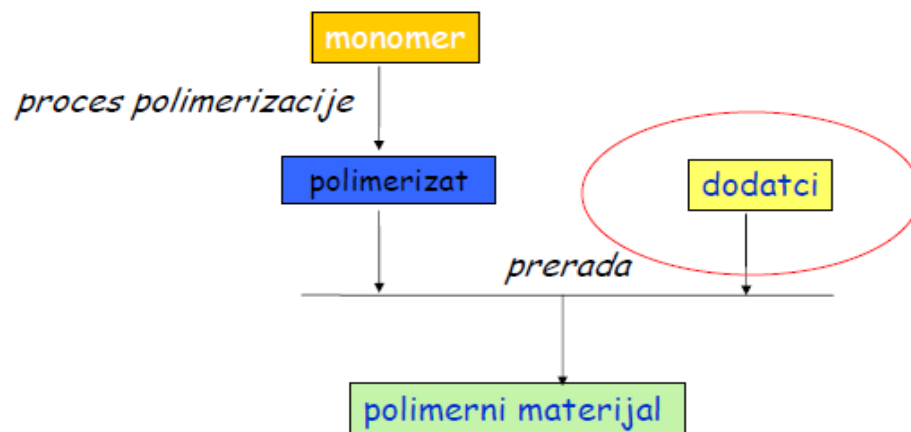 monomer
proces polimerizacije
polimerizat
dodatci
prerada
polimerni materijal